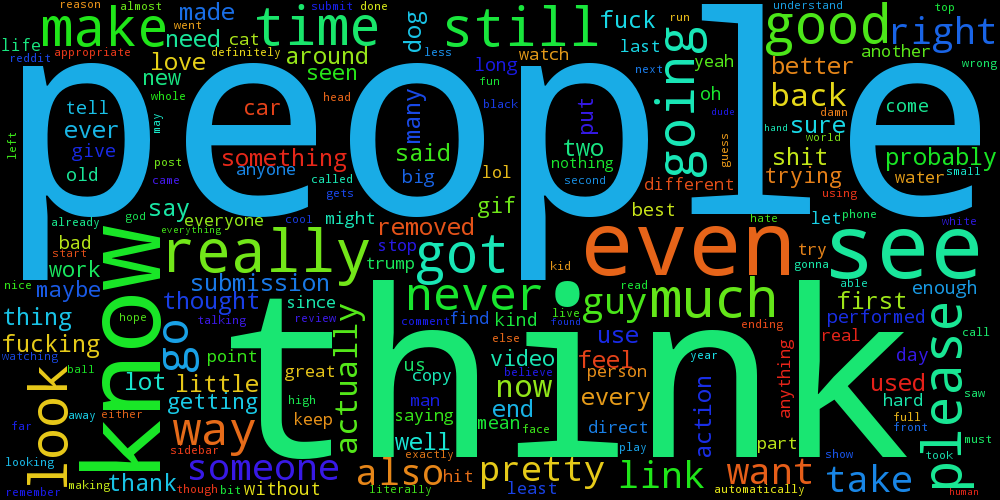 people
think
know
even
see
really
make
time
still
good
right
going
got
never
much
way
look
please
someone
also
pretty
link
want
take
guy
now
back
go
actually
reason
almost
went
made
need
cat
definitely
submit
done
dog
less
fuck
last
run
understand
top
another
wrong
life
reddit
appropriate
love
new
whole
around
seen
long
fun
watch
next
yeah
oh
better
damn
dude
tell
ever
give
old
may
post
came
car
head
something
anyone
called
gets
many
black
said
big
lol
put
two
nothing
second
different
guess
hand
sure
world
shit
trying
using
come
probably
water
small
left
already
god
say
everyone
everything
cool
might
removed
stop
gif
best
hate
let
phone
white
bad
start
work
nice
maybe
submission
thought
talking
since
review
trump
kid
try
gonna
able
enough
first
performed
real
call
thing
hope
fucking
watching
ball
point
lot
little
getting
great
high
keep
comment
find
kind
live
found
read
else
use
feel
video
us
copy
man
saying
believe
person
every
year
ending
anything
day
used
hard
full
front
saw
away
either
sidebar
far
looking
remember
making
thank
though
bit
without
well
exactly
end
mean
face
direct
play
action
part
show
took
must
human
hit
literally
least
automatically